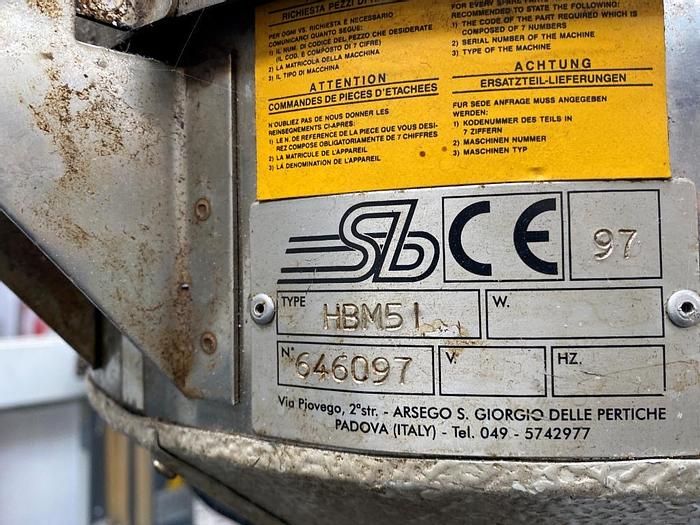 RICHIESTA PEZZI DI
PER OGNI VS. RICHIESTA È NECESSARIO
COMUNICARCI QUANTO SEGUE:
1) IL NUM. DI CODICE DEL PEZZO CHE DESIDERATE
(IL COD. È COMPOSTO DI 7 CIFRE)
2) LA MATRICOLA DELLA MACCHINA
3) IL TIPO DI MACCHINA
FOR EVERY SPARE PARTS
RECOMMENDED TO STATE THE FOLLOWING:
1) THE CODE OF THE PART REQUIRED WHICH IS
COMPOSED OF 7 NUMBERS
2) SERIAL NUMBER OF THE MACHINE
3) TYPE OF THE MACHINE
ATTENTION
COMMANDES DE PIECES D'ETACHEES
N'OUBLIEZ PAS DE NOUS DONNER LES
REINSEGNEMENTS CI-APRES:
1) LE N. DE REFERENCE DE LA PIECE QUE VOUS DESI-
REZ COMPOSE OBLIGATOIREMENT DE 7 CHIFFRES
2) LA MATRICULE DE L'APPAREIL
3) LA DENOMINATION DE L'APPAREIL
ACHTUNG
ERSATZTEIL-LIEFERUNGEN
FUR SEDE ANFRAGE MUSS ANGEGEBEN
WERDEN:
1) KODENUMMER DES TEILS IN
7 ZIFFERN
2) MASCHINEN NUMMER
3) MASCHINEN TYP
Sb CE 97
TYPE HBM5I W.
N° 646097 V. HZ.
Via Piovego, 2ª str. - ARSEGO S. GIORGIO DELLE PERTICHE
PADOVA (ITALY) - Tel. 049 - 5742977